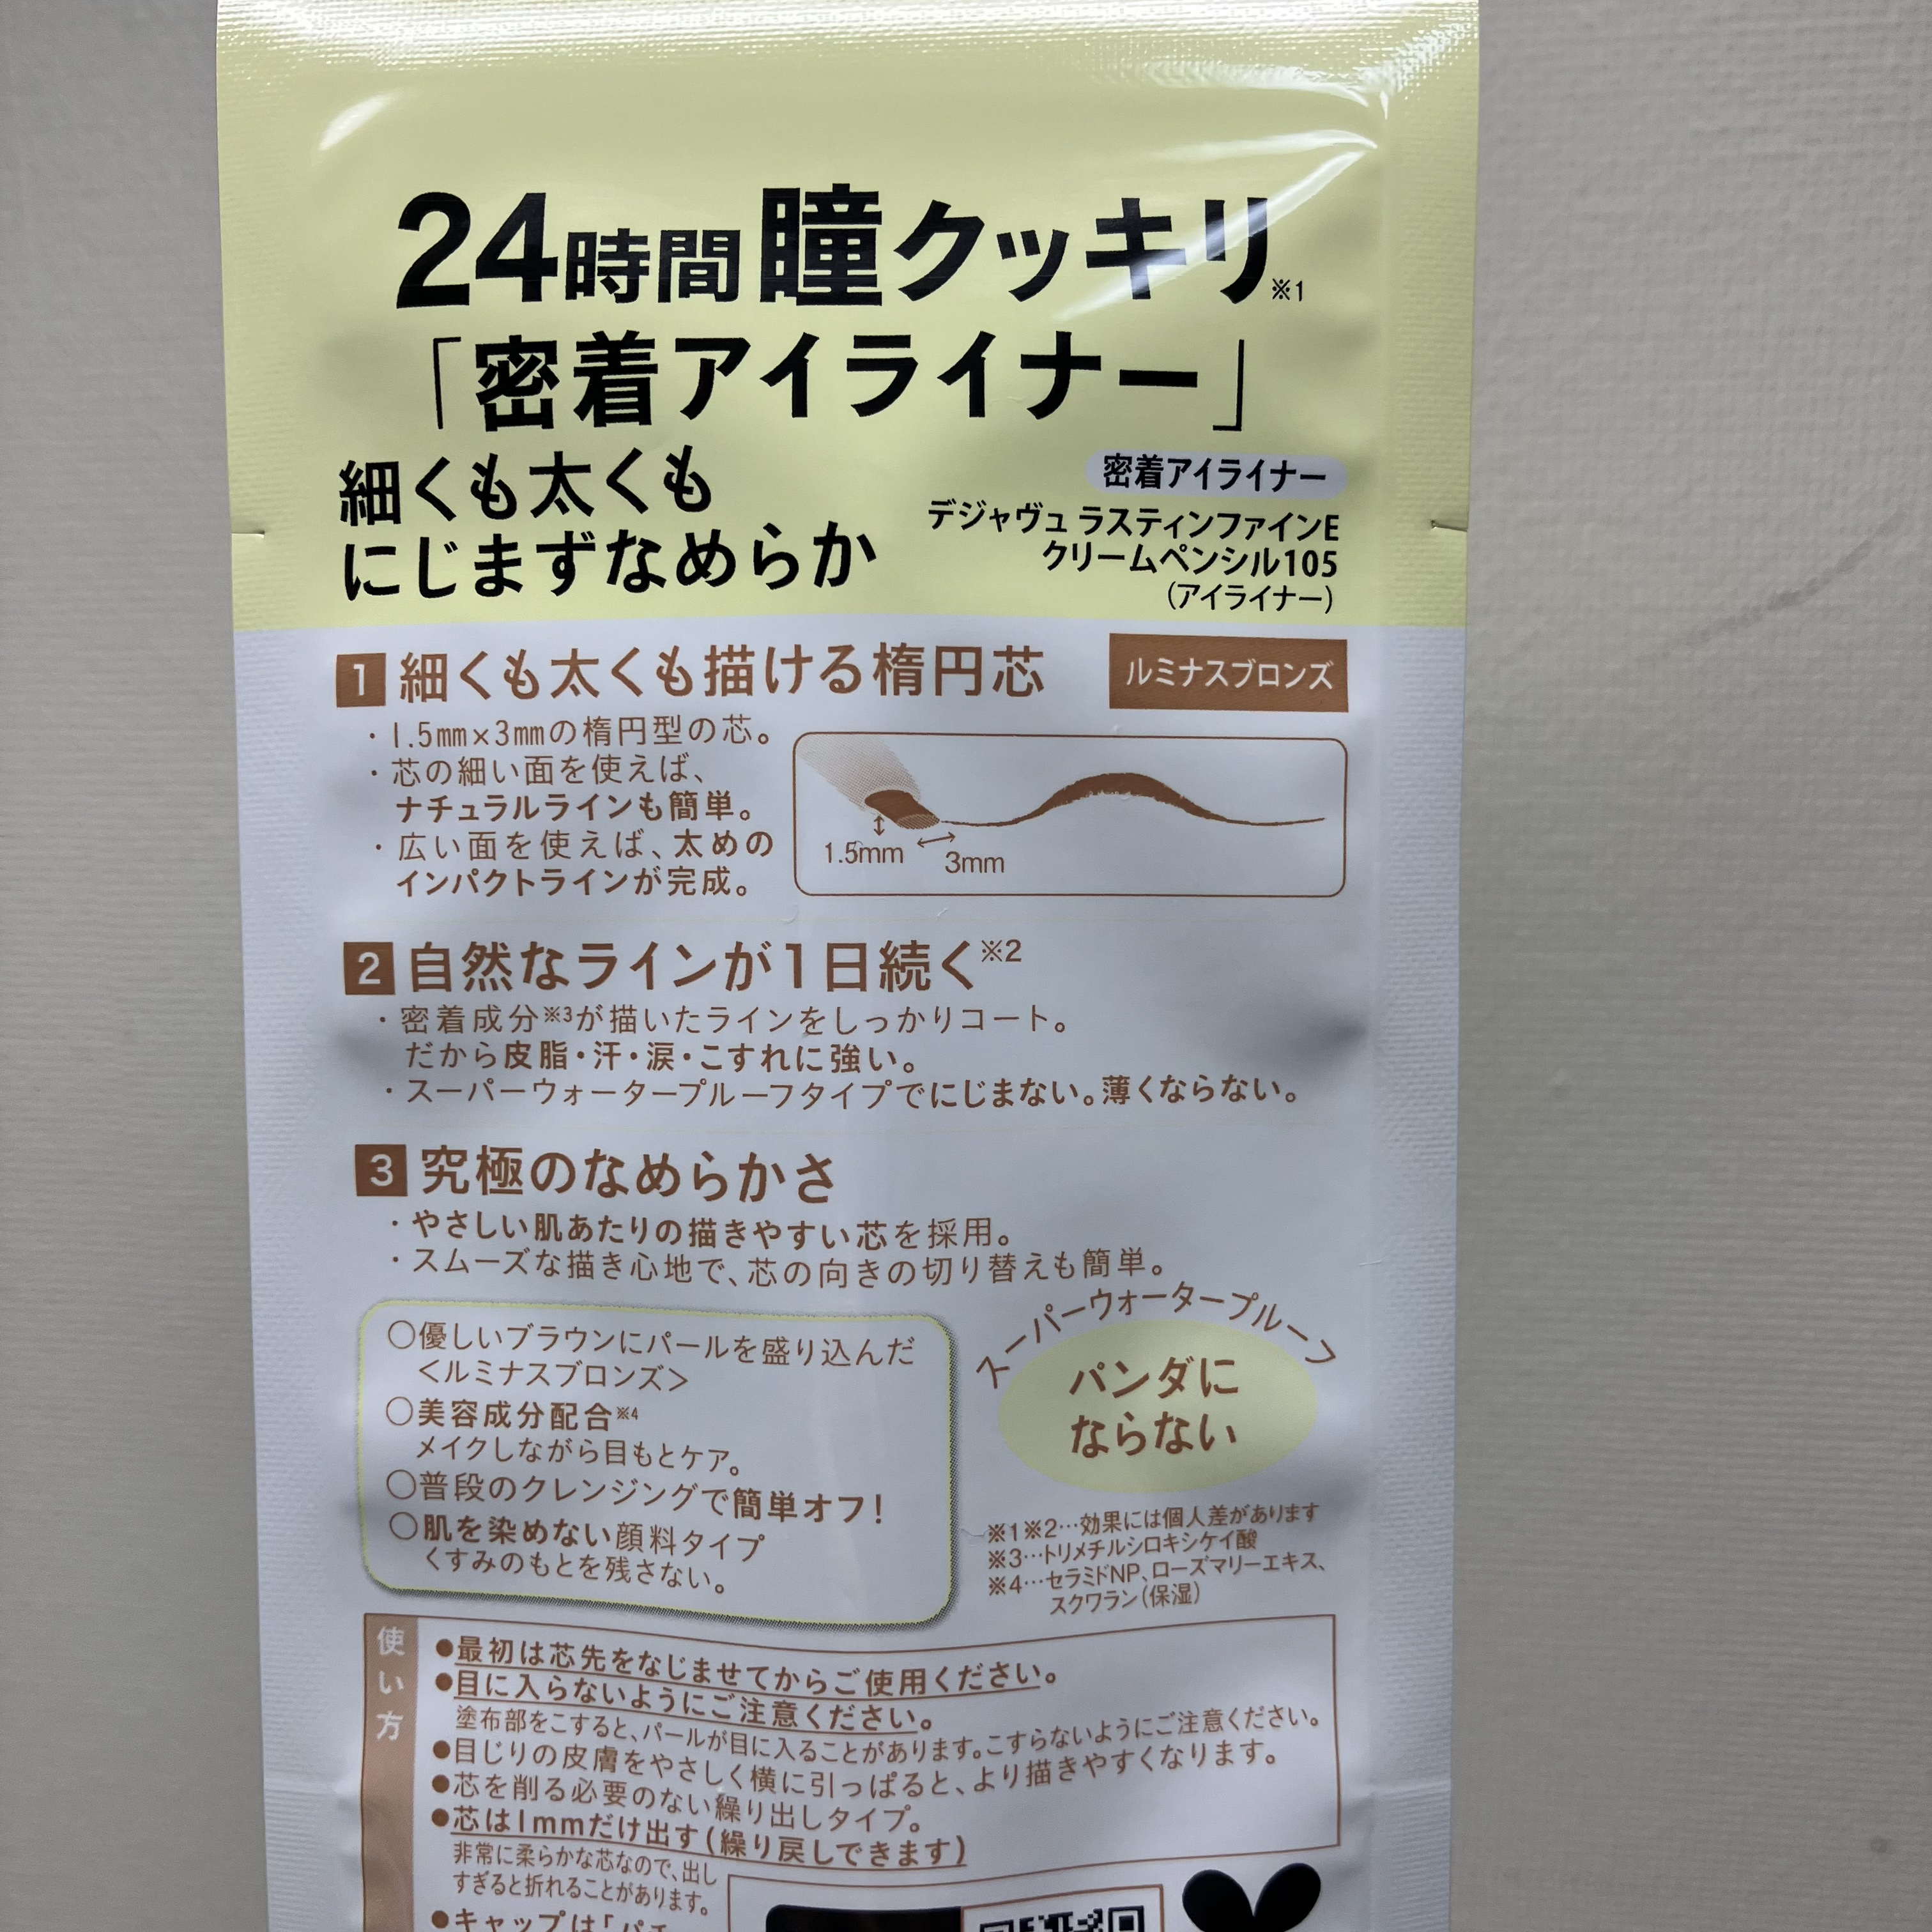 24時間 瞳クッキリ※1
「密着アイライナー」
細くも太くも
にじまずなめらか
密着アイライナー
デジャヴュ ラスティンファインE
クリームペンシル105
(アイライナー)
1 細くも太くも描ける楕円芯
ルミナスブロンズ
・1.5mm×3mmの楕円型の芯。
・芯の細い面を使えば、
ナチュラルラインも簡単。
・広い面を使えば、太めの
インパクトラインが完成。
1.5mm
3mm
2 自然なラインが1日続く※2
・密着成分※3が描いたラインをしっかりコート。
だから皮脂・汗・涙・こすれに強い。
・スーパーウォータープルーフタイプでにじまない。薄くならない。
3 究極のなめらかさ
・やさしい肌あたりの描きやすい芯を採用。
・スムーズな描き心地で、芯の向きの切り替えも簡単。
○優しいブラウンにパールを盛り込んだ
<ルミナスブロンズ>
○美容成分配合※4
メイクしながら目もとケア。
○普段のクレンジングで簡単オフ!
○肌を染めない顔料タイプ
くすみのもとを残さない。
スーパーウォータープルーフ
パンダに
ならない
※1※2…効果には個人差があります
※3…トリメチルシロキシケイ酸
※4…セラミドNP、ローズマリーエキス、
スクワラン(保湿)
使い方
●最初は芯先をなじませてからご使用ください。
●目に入らないようにご注意ください。
塗布部をこすると、パールが目に入ることがあります。こすらないようにご注意ください。
●目じりの皮膚をやさしく横に引っぱると、より描きやすくなります。
●芯を削る必要のない繰り出しタイプ。
●芯は1mmだけ出す(繰り戻しできます)
非常に柔らかな芯なので、出し
すぎると折れることがあります。
●キャップは「パチ